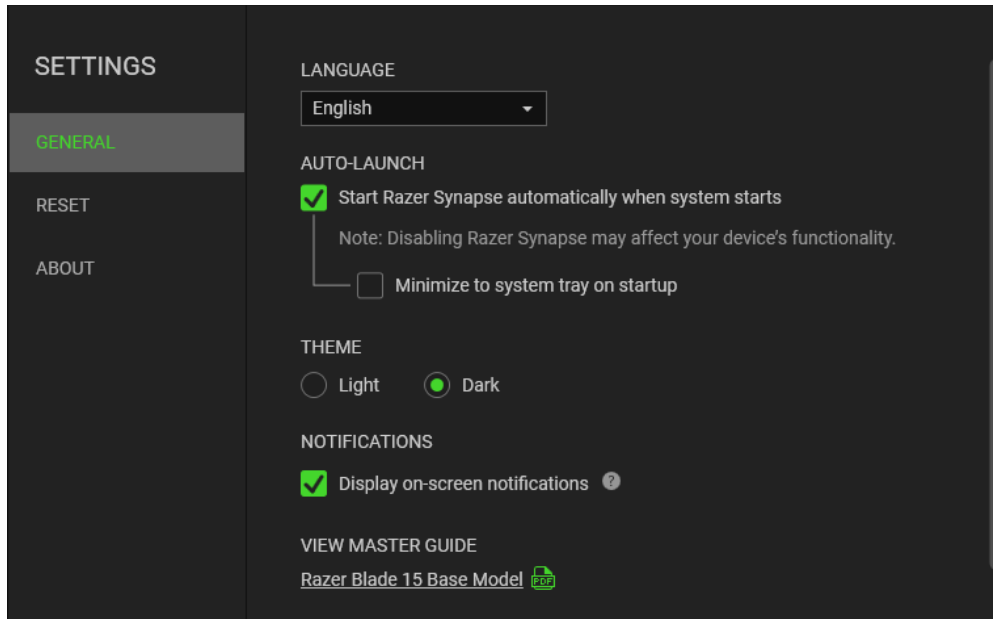 SETTINGS
GENERAL
RESET
ABOUT
LANGUAGE
English
AUTO-LAUNCH
Start Razer Synapse automatically when system starts
Note: Disabling Razer Synapse may affect your device’s functionality.
Minimize to system tray on startup
THEME
Light Dark
NOTIFICATIONS
Display on-screen notifications ?
VIEW MASTER GUIDE
Razer Blade 15 Base Model PDF